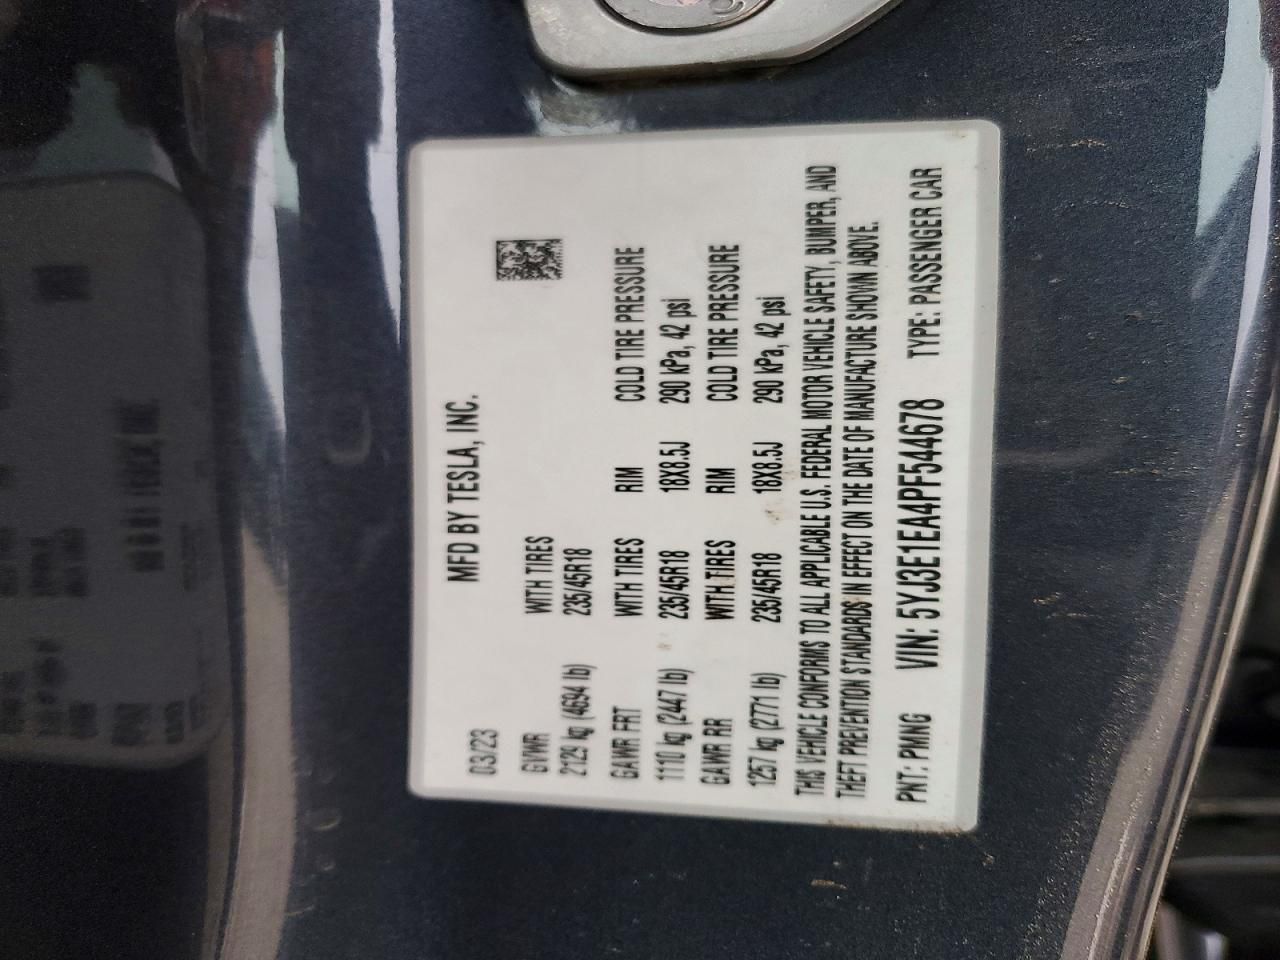 MFD BY TESLA, INC.
03/23
GVWR WITH TIRES
2129 kg (4694 lb) 235/45R18
GAWR FRT WITH TIRES RIM COLD TIRE PRESSURE
1110 kg (2447 lb) 235/45R18 18X8.5J 290 kPa, 42 psi
GAWR RR WITH TIRES RIM COLD TIRE PRESSURE
1257 kg (2771 lb) 235/45R18 18X8.5J 290 kPa, 42 psi
THIS VEHICLE CONFORMS TO ALL APPLICABLE U.S. FEDERAL MOTOR VEHICLE SAFETY, BUMPER, AND
THEFT PREVENTION STANDARDS IN EFFECT ON THE DATE OF MANUFACTURE SHOWN ABOVE.
PNT: PMNG VIN: 5YJ3E1EA4PF544678 TYPE: PASSENGER CAR